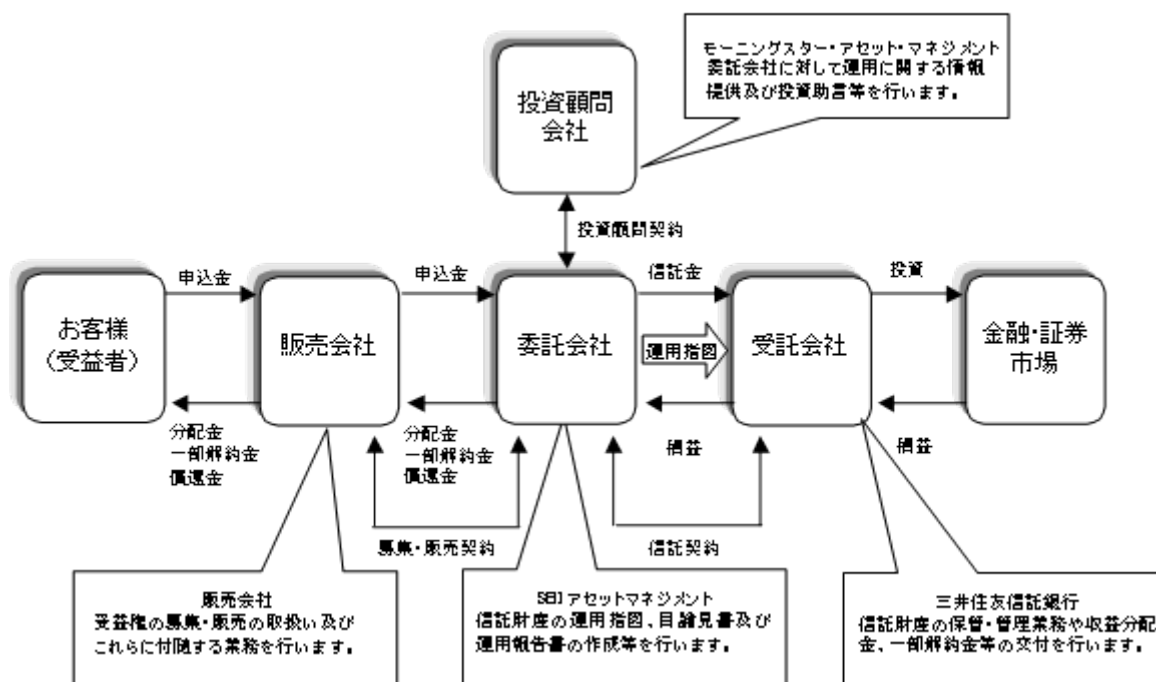 モーニングスター・アセット・マネジメント
委託会社に対して運用に関する情報
提供及び投資助言等を行います。
投資顧問
会社
投資顧問契約
申込金
申込金
信託金
投資
お客様
（受益者）
販売会社
委託会社
運用指図
受託会社
金融・証券
市場
分配金
一部解約金
償還金
分配金
一部解約金
償還金
損益
損益
募集・販売契約
信託契約
販売会社
受益権の募集・販売の取扱い及び
これらに付随する業務を行います。
SBIアセットマネジメント
信託財産の運用指図、目論見書及び
運用報告書の作成等を行います。
三井住友信託銀行
信託財産の保管・管理業務や収益分配
金、一部解約金等の交付を行います。